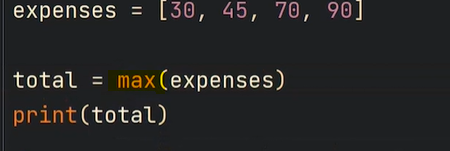 expenses = [30, 45, 70, 90]
total = max(expenses)
print(total)